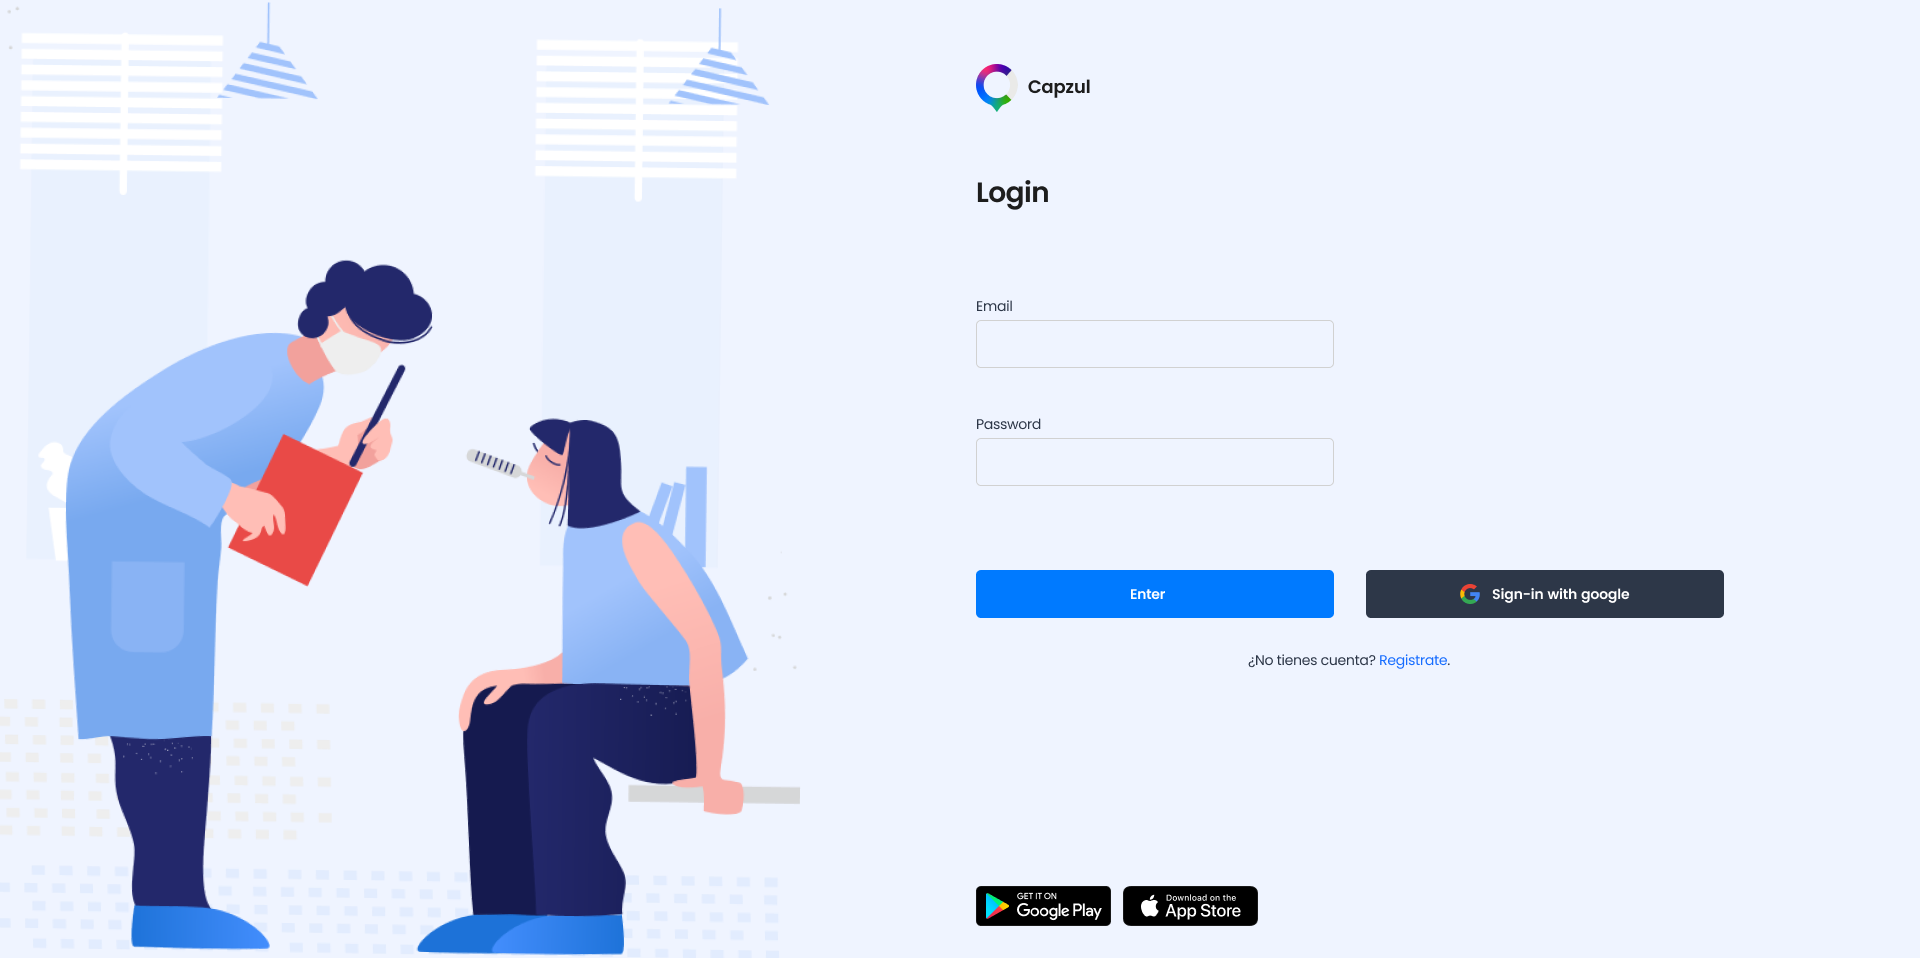 Capzul
Login
Email
Password
Enter
Sign-in with google
¿No tienes cuenta? Registrate.
GET IT ON
Google Play
Download on the
App Store